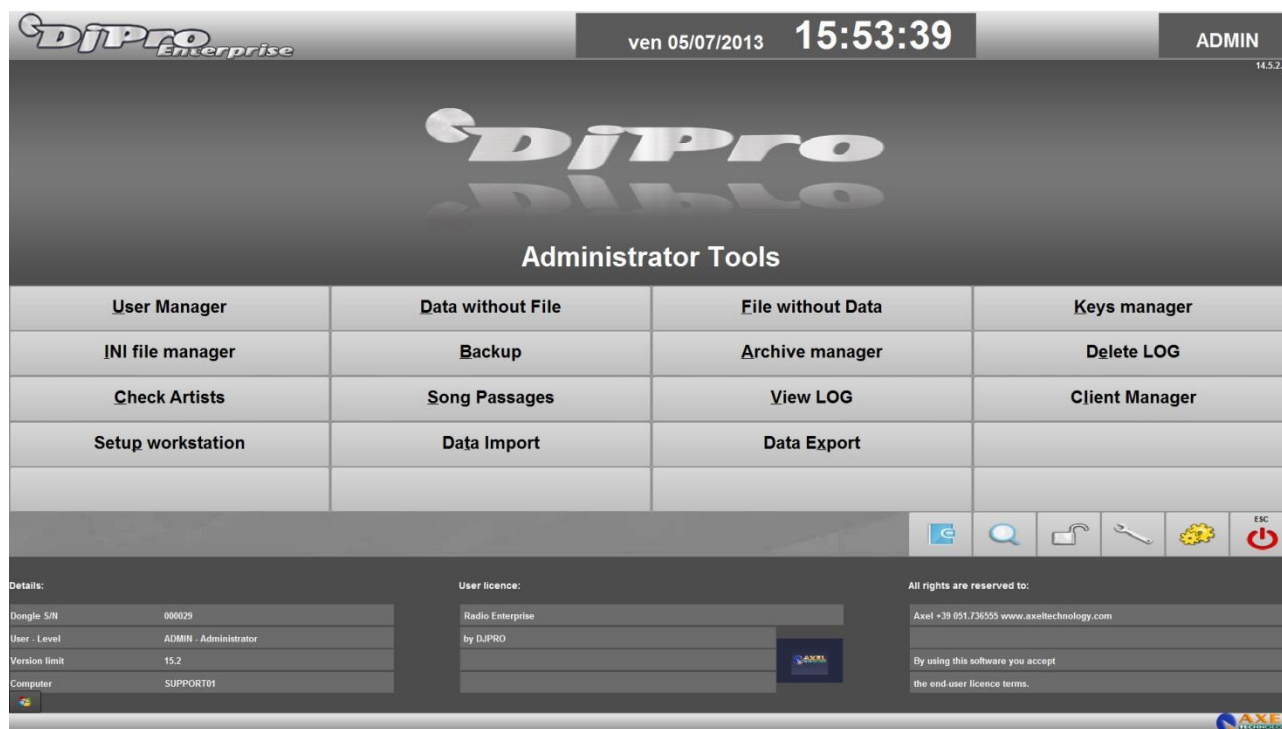 DjPro Enterprise
ven 05/07/2013 15:53:39
ADMIN
14.5.2.
DjPro
Administrator Tools
User Manager Data without File File without Data Keys manager
INI file manager Backup Archive manager Delete LOG
Check Artists Song Passages View LOG Client Manager
Setup workstation Data Import Data Export
ESC
Details: User licence: All rights are reserved to:
Dongle S/N 000029 Radio Enterprise Axel +39 051.736555 www.axeltechnology.com
User - Level ADMIN - Administrator by DJPRO
AXEL
Version limit 15.2 By using this software you accept
Computer SUPPORT01 the end-user licence terms.
AXE